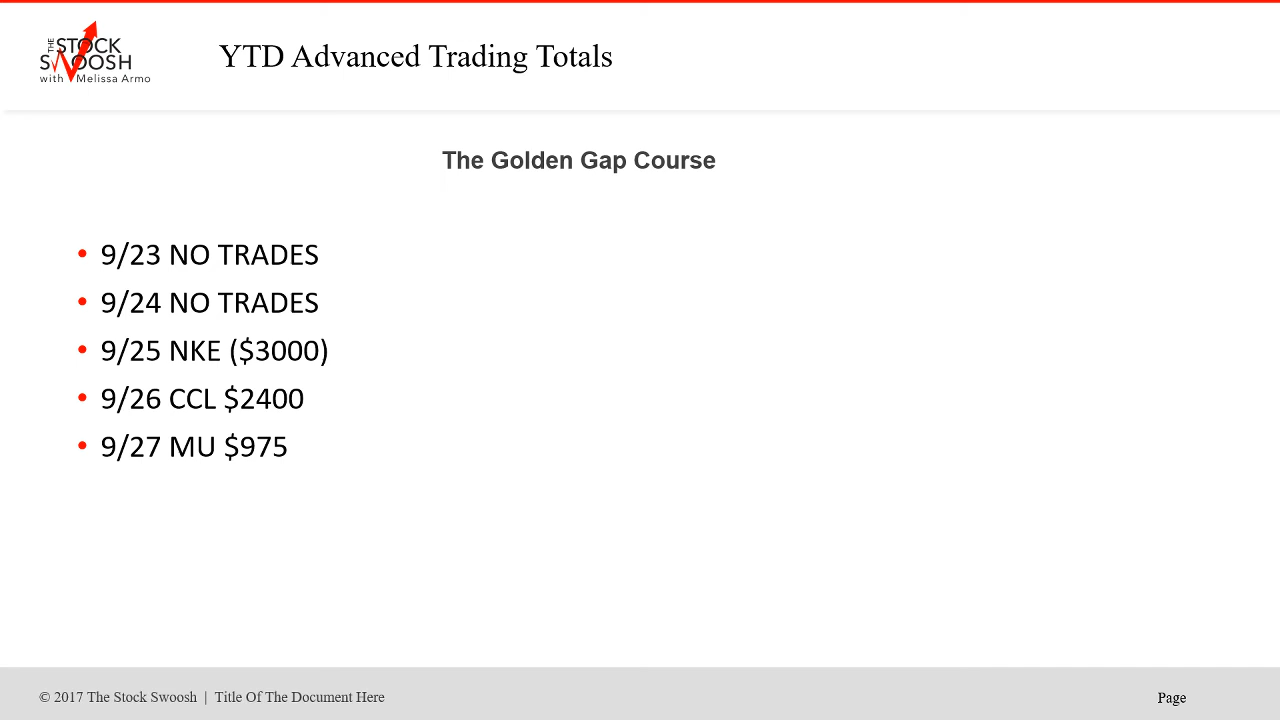 THE STOCK
SWOOSH
with Melissa Armo
YTD Advanced Trading Totals
The Golden Gap Course
• 9/23 NO TRADES
• 9/24 NO TRADES
• 9/25 NKE ($3000)
• 9/26 CCL $2400
• 9/27 MU $975
© 2017 The Stock Swoosh | Title Of The Document Here
Page